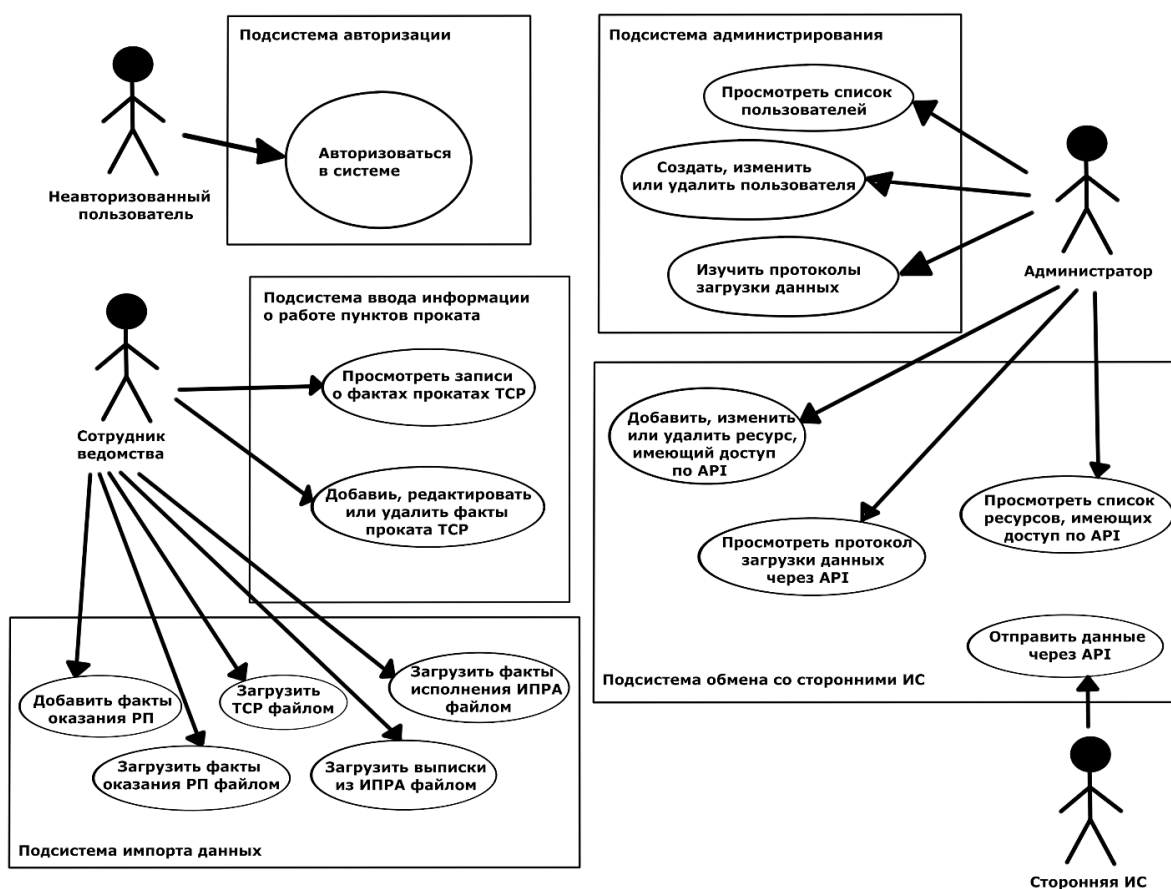 Подсистема авторизации
Авторизоваться
в системе
Неавторизованный
пользователь
Подсистема администрирования
Просмотреть список
пользователей
Создать, изменить
или удалить пользователя
Изучить протоколы
загрузки данных
Администратор
Подсистема ввода информации
о работе пунктов проката
Просмотреть записи
о фактах прокатах ТСР
Добавиь, редактировать
или удалить факты
проката ТСР
Сотрудник
ведомства
Добавить, изменить
или удалить ресурс,
имеющий доступ
по API
Просмотреть список
ресурсов, имеющих
доступ по API
Просмотреть протокол
загрузки данных
через API
Отправить данные
через API
Подсистема обмена со сторонними ИС
Сторонняя ИС
Добавить факты
оказания РП
Загрузить
ТСР файлом
Загрузить факты
исполнения ИПРА
файлом
Загрузить факты
оказания РП файлом
Загрузить выписки
из ИПРА файлом
Подсистема импорта данных